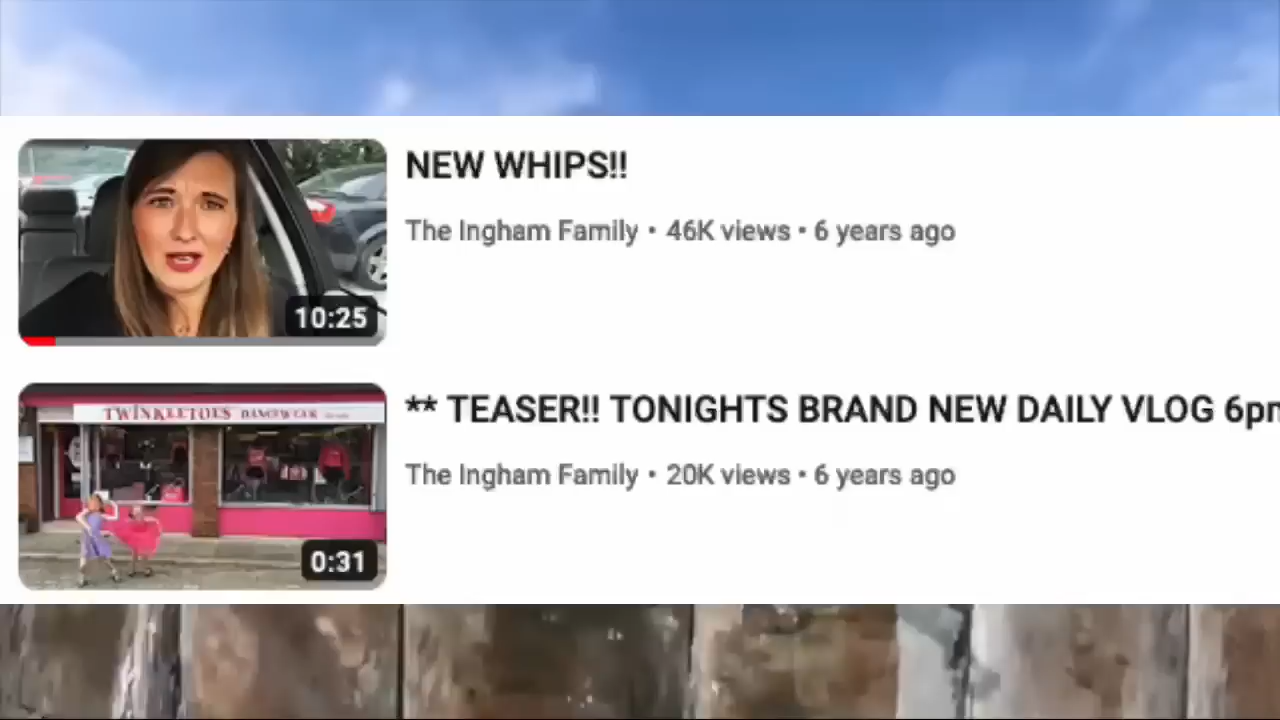 NEW WHIPS!!
The Ingham Family • 46K views • 6 years ago
10:25
** TEASER!! TONIGHTS BRAND NEW DAILY VLOG 6pm
The Ingham Family • 20K views • 6 years ago
TWINKLETOES DANCEWEAR
0:31